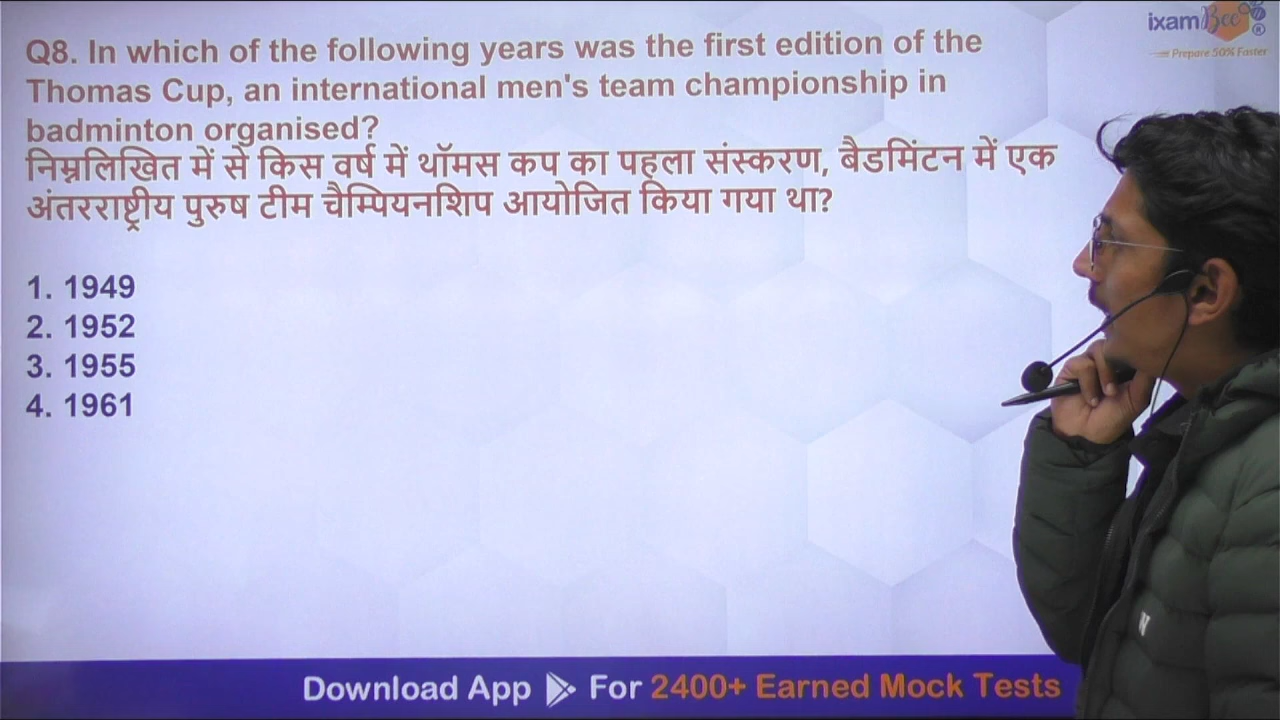 ixamBee
Prepare 50% Faster
Q8. In which of the following years was the first edition of the
Thomas Cup, an international men's team championship in
badminton organised?
निम्नलिखित में से किस वर्ष में थॉमस कप का पहला संस्करण, बैडमिंटन में एक
अंतरराष्ट्रीय पुरुष टीम चैम्पियनशिप आयोजित किया गया था?
1. 1949
2. 1952
3. 1955
4. 1961
Download App For 2400+ Earned Mock Tests